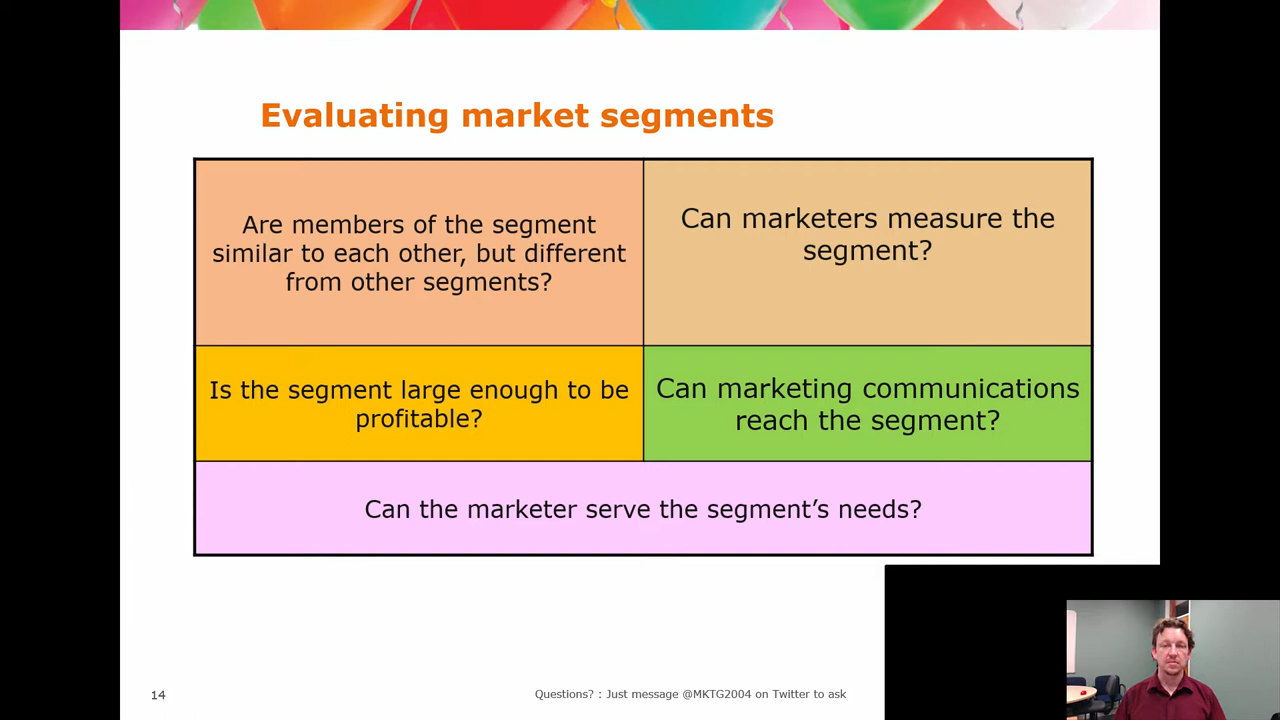 Evaluating market segments
Are members of the segment
similar to each other, but different
from other segments?
Can marketers measure the
segment?
Is the segment large enough to be
profitable?
Can marketing communications
reach the segment?
Can the marketer serve the segment’s needs?
14
Questions? : Just message @MKTG2004 on Twitter to ask